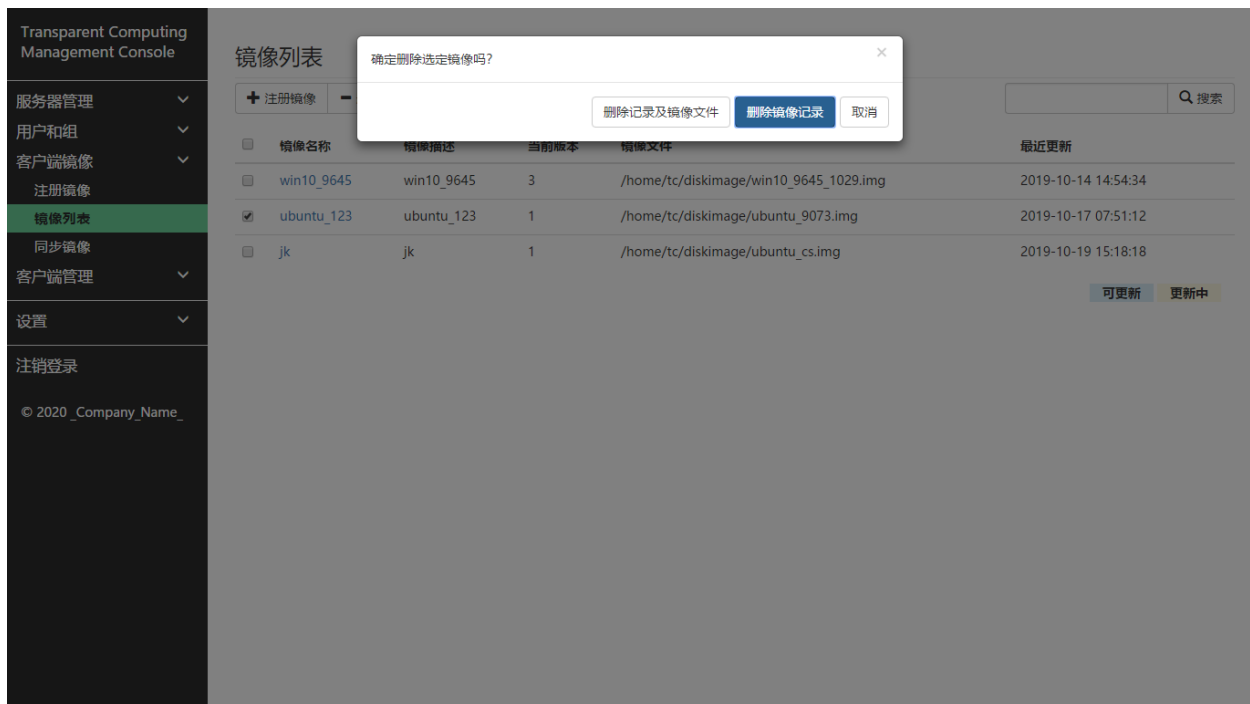 Transparent Computing
Management Console
服务器管理
用户和组
客户端镜像
注册镜像
镜像列表
同步镜像
客户端管理
设置
注销登录
© 2020 _Company_Name_
镜像列表
注册镜像
搜索
确定删除选定镜像吗?
×
删除记录及镜像文件 删除镜像记录 取消
镜像名称 镜像描述 当前版本 镜像文件 最近更新
win10_9645 win10_9645 3 /home/tc/diskimage/win10_9645_1029.img 2019-10-14 14:54:34
ubuntu_123 ubuntu_123 1 /home/tc/diskimage/ubuntu_9073.img 2019-10-17 07:51:12
jk jk 1 /home/tc/diskimage/ubuntu_cs.img 2019-10-19 15:18:18
可更新 更新中